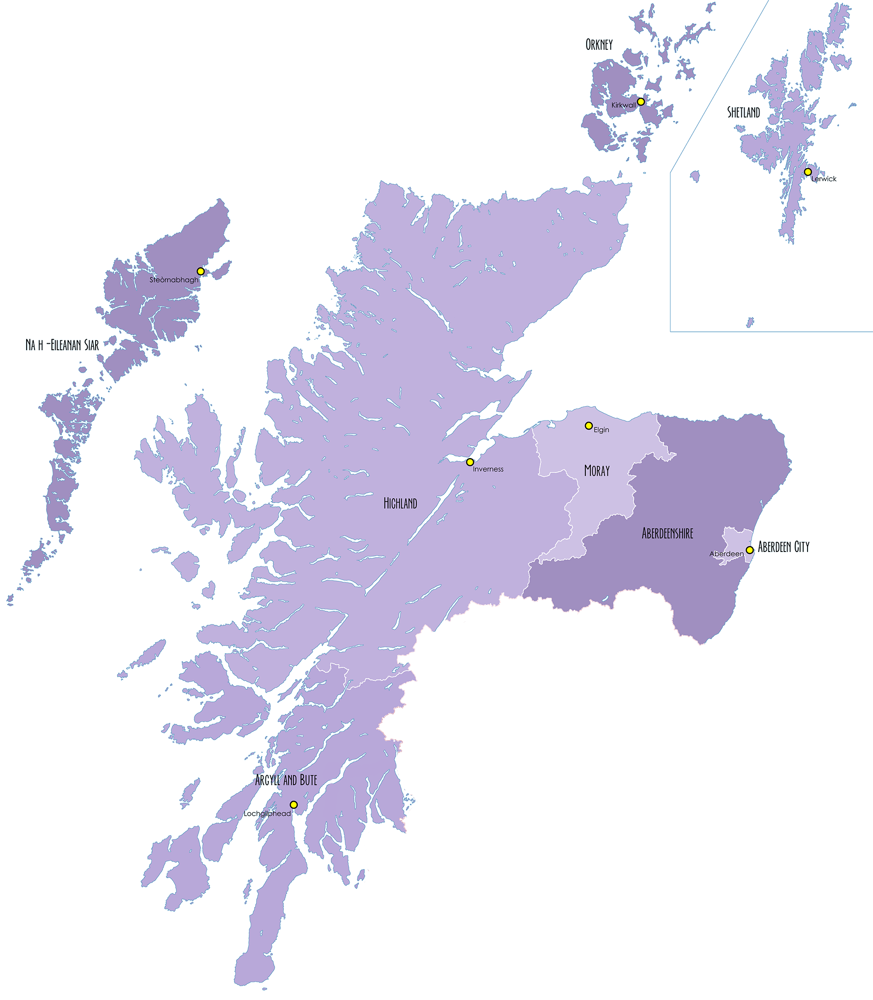 Orkney
Kirkwall
Shetland
Lerwick
Steòrnabhagh
Na h -Eileanan Siar
Elgin
Inverness
Moray
Highland
Aberdeenshire
Aberdeen City
Aberdeen
Argyll and Bute
Lochgilphead